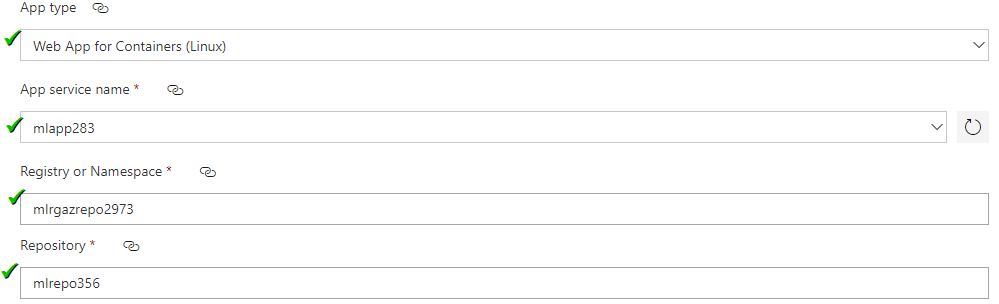 App type
Web App for Containers (Linux)
App service name *
mlapp283
Registry or Namespace *
mlrgazrepo2973
Repository *
mlrepo356